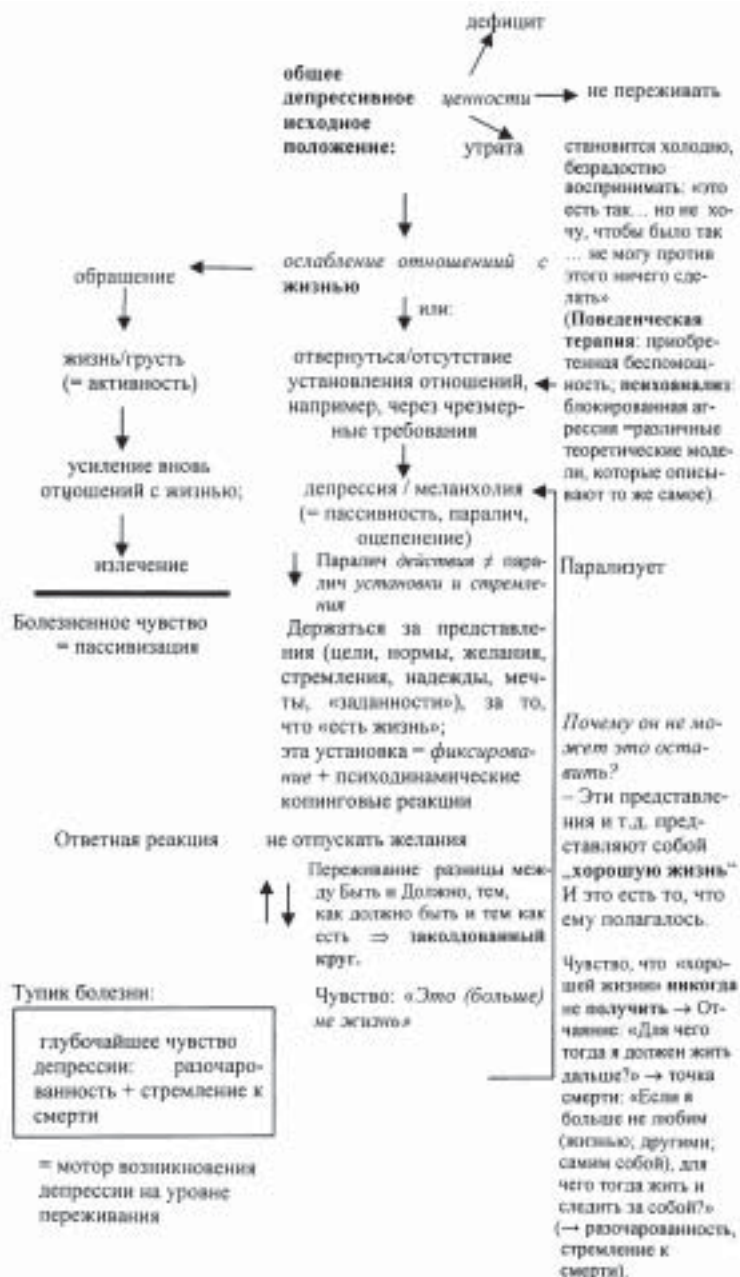 дефицит
общее
депрессивное ценности → не переживать
исходное
положение: утрата
становится холодно,
безрадостно
воспринимать: «это
есть так... но не хо-
чу, чтобы было так
... не могу против
этого ничего сде-
лать»
(Поведенческая
терапия: приобре-
тенная беспомощ-
ность; психоанализ:
блокированная аг-
рессия =различные
теоретические моде-
ли, которые описы-
вают то же самое).
ослабление отношениий с
жизнью
обращение
или:
жизнь/грусть
(= активность)
отвернуться/отсутствие
установления отношений,
например, через чрезмер-
ные требования
усиление вновь
отношений с жизнью;
депрессия / меланхолия
(= пассивность, паралич,
оцепенение)
излечение
Паралич действия ≠ пара-
лич установки и стремле-
ния
Парализует
Болезненное чувство
= пассивизация
Держаться за представле-
ния (цели, нормы, желания,
стремления, надежды, меч-
ты, «заданности»), за то,
что «есть жизнь»;
эта установка = фиксирова-
ние + психодинамические
копинговые реакции
Почему он не мо-
жет это оста-
вить?
– Эти представле-
ния и т.д. пред-
ставляют собой
„хорошую жизнь“
И это есть то, что
ему полагалось.
Ответная реакция не отпускать желания
Переживание разницы меж-
ду Быть и Должно, тем,
как должно быть и тем как
есть ⇒ заколдованный
круг.
Чувство: «Это (больше)
не жизнь»
Чувство, что «хоро-
шей жизни» никогда
не получить → От-
чаяние: «Для чего
тогда я должен жить
дальше?» → точка
смерти: «Если я
больше не любим
(жизнью; другими;
самим собой), для
чего тогда жить и
следить за собой?»
(→ разочарованность,
стремление к
смерти).
Тупик болезни:
глубочайшее чувство
депрессии: разочаро-
ванность + стремление к
смерти
= мотор возникновения
депрессии на уровне
переживания